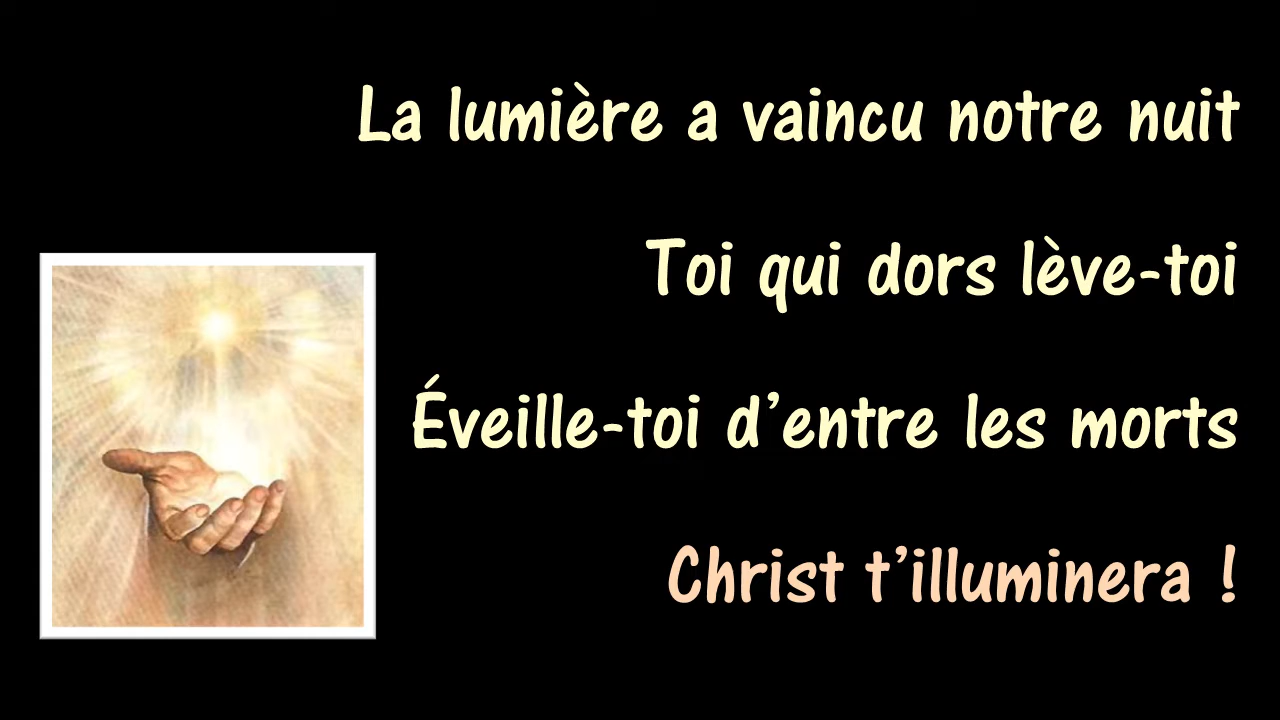 La lumière a vaincu notre nuit
Toi qui dors lève-toi
Éveille-toi d’entre les morts
Christ t’illuminera !